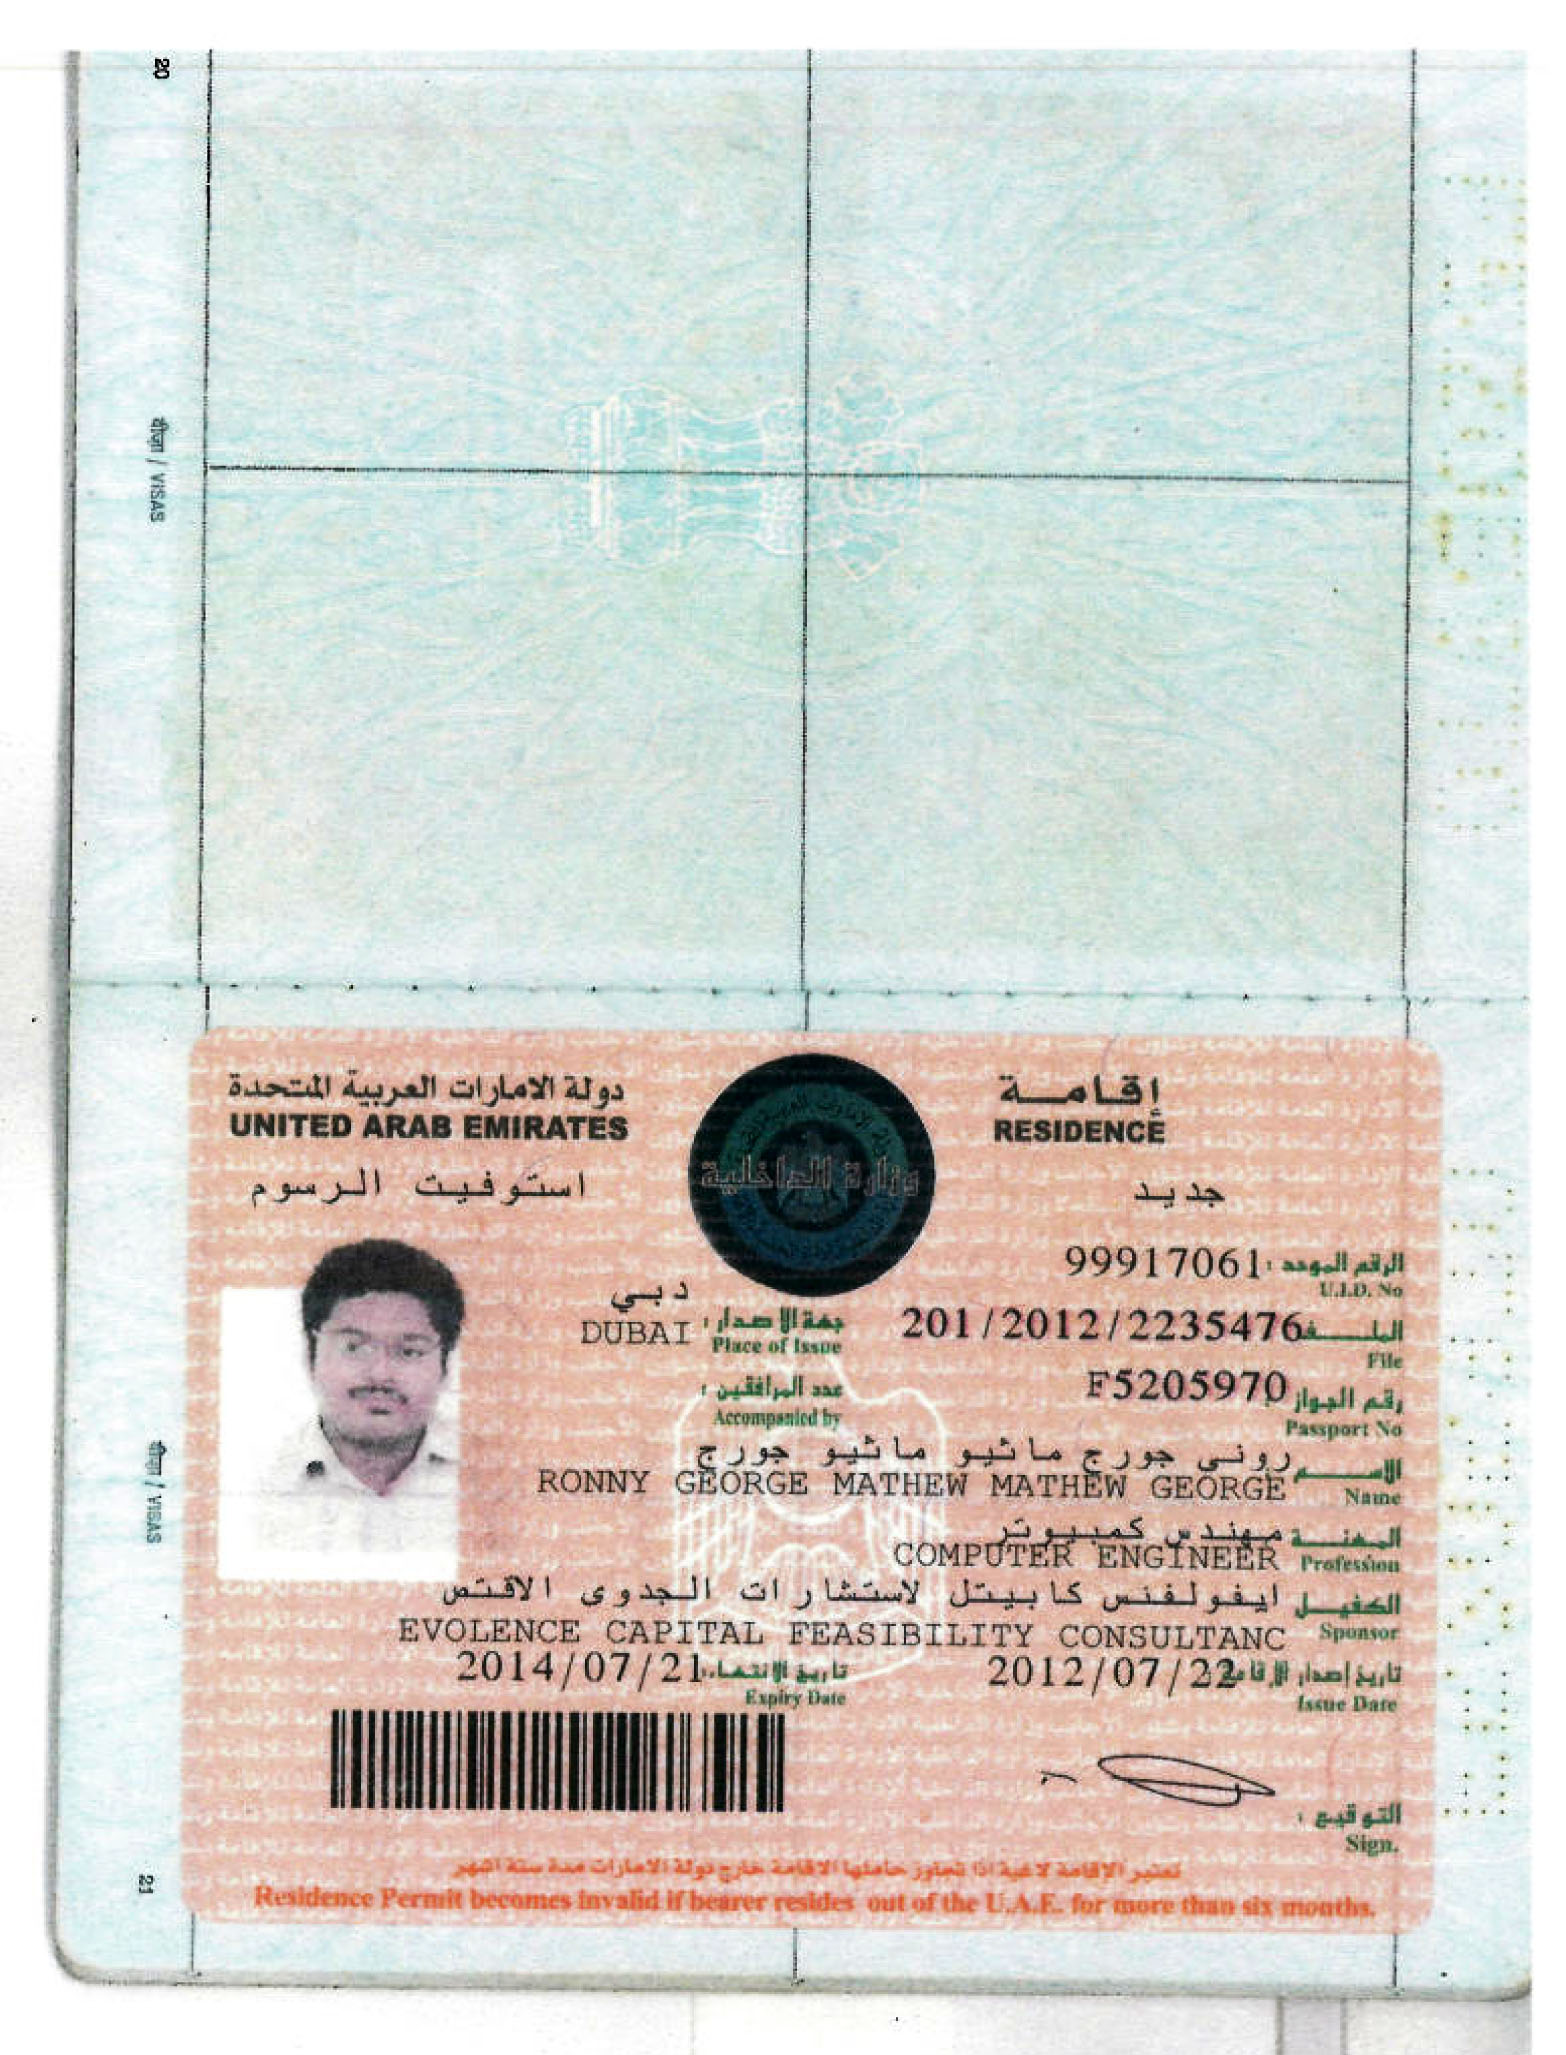 20
वीजा / VISAS
دولة الامارات العربية المتحدة
UNITED ARAB EMIRATES
إقامة
RESIDENCE
استوفيت الرسوم
جديد
وزارة الداخلية
99917061 الرقم الموحد :
U.I.D. No
دبي
DUBAI جهة الاصدار :
Place of Issue
201/2012/2235476 الملف
File
عدد المرافقين :
Accompanied by
F5205970 رقم الجواز
Passport No
روني جورج ماثيو ماثيو جورج
RONNY GEORGE MATHEW MATHEW GEORGE الاسم
Name
مهندس كمبيوتر المهنة
COMPUTER ENGINEER Profession
ايفولفنس كابيتل لاستشارات الجدوى الاقتص الكفيل
EVOLENCE CAPITAL FEASIBILITY CONSULTANC Sponsor
2014/07/21 تاريخ الانتهاء
Expiry Date
2012/07/22 تاريخ إصدار الإقامة
Issue Date
التوقيع :
Sign.
تعتبر الإقامة لاغية اذا تجاوز حاملها الاقامة خارج دولة الامارات مدة ستة اشهر
Residence Permit becomes invalid if bearer resides out of the U.A.E. for more than six months.
वीजा / VISAS
21